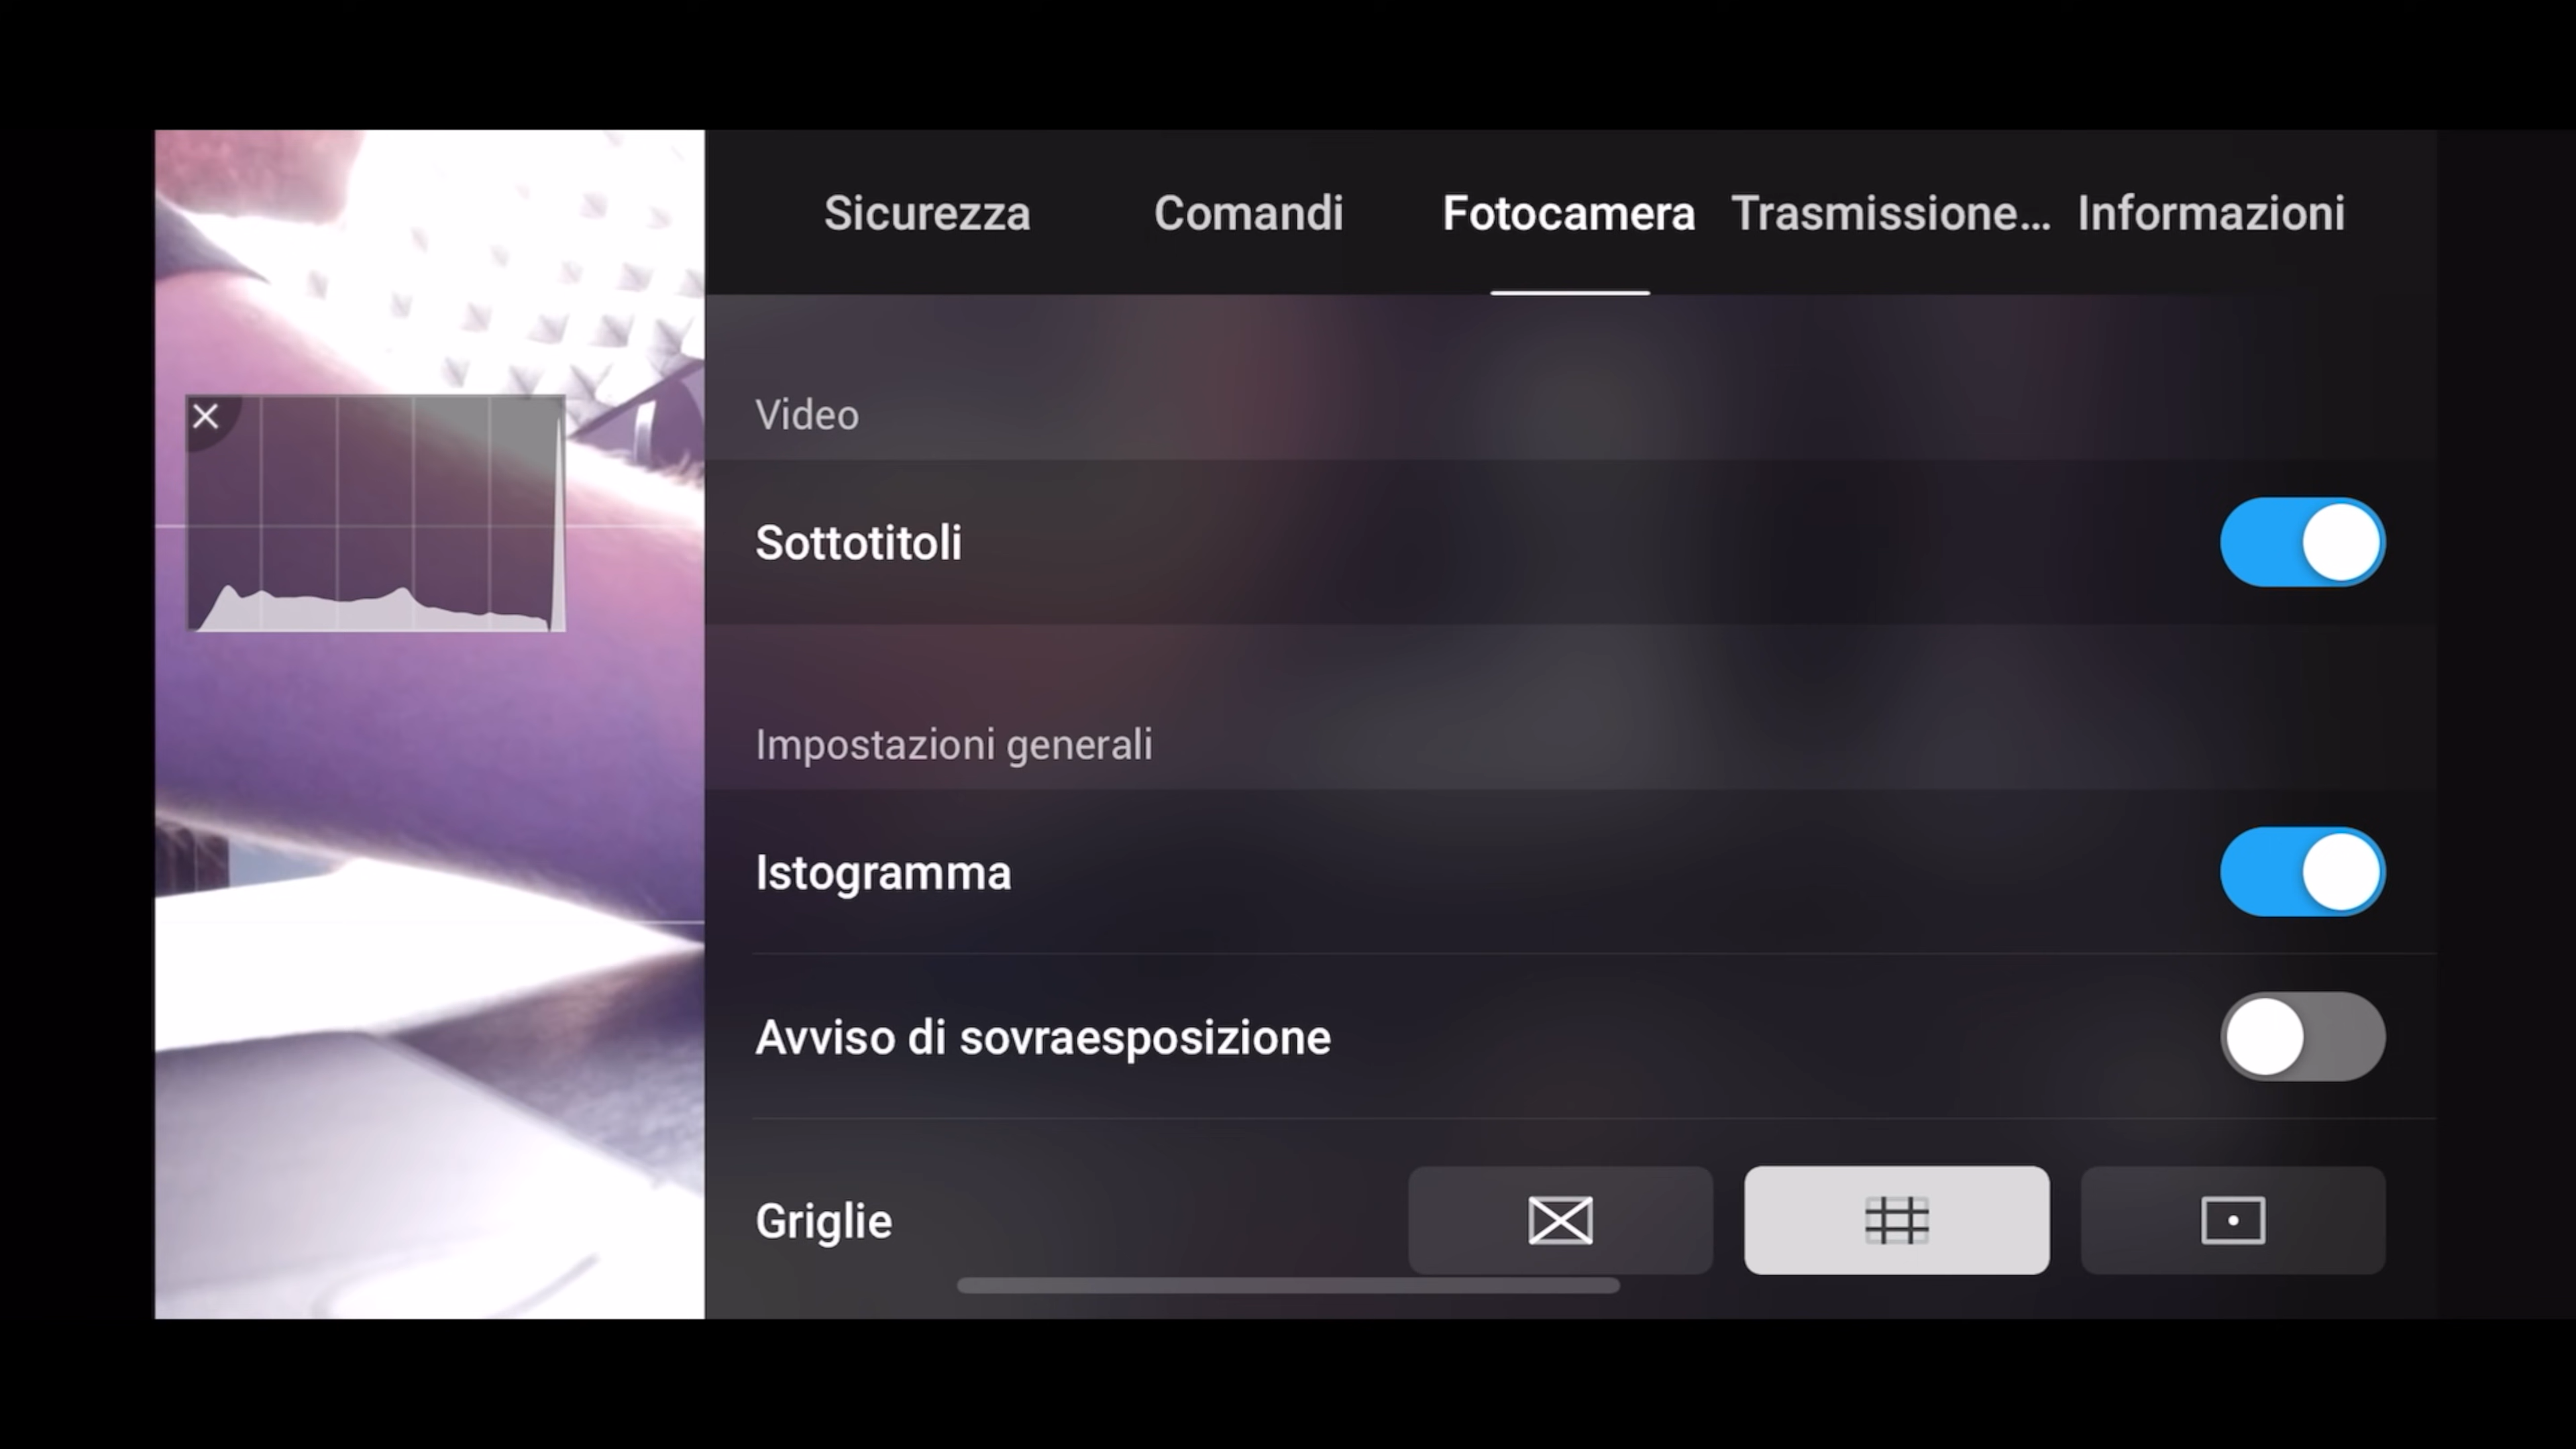 Sicurezza Comandi Fotocamera Trasmissione... Informazioni
Video
Sottotitoli
Impostazioni generali
Istogramma
Avviso di sovraesposizione
Griglie